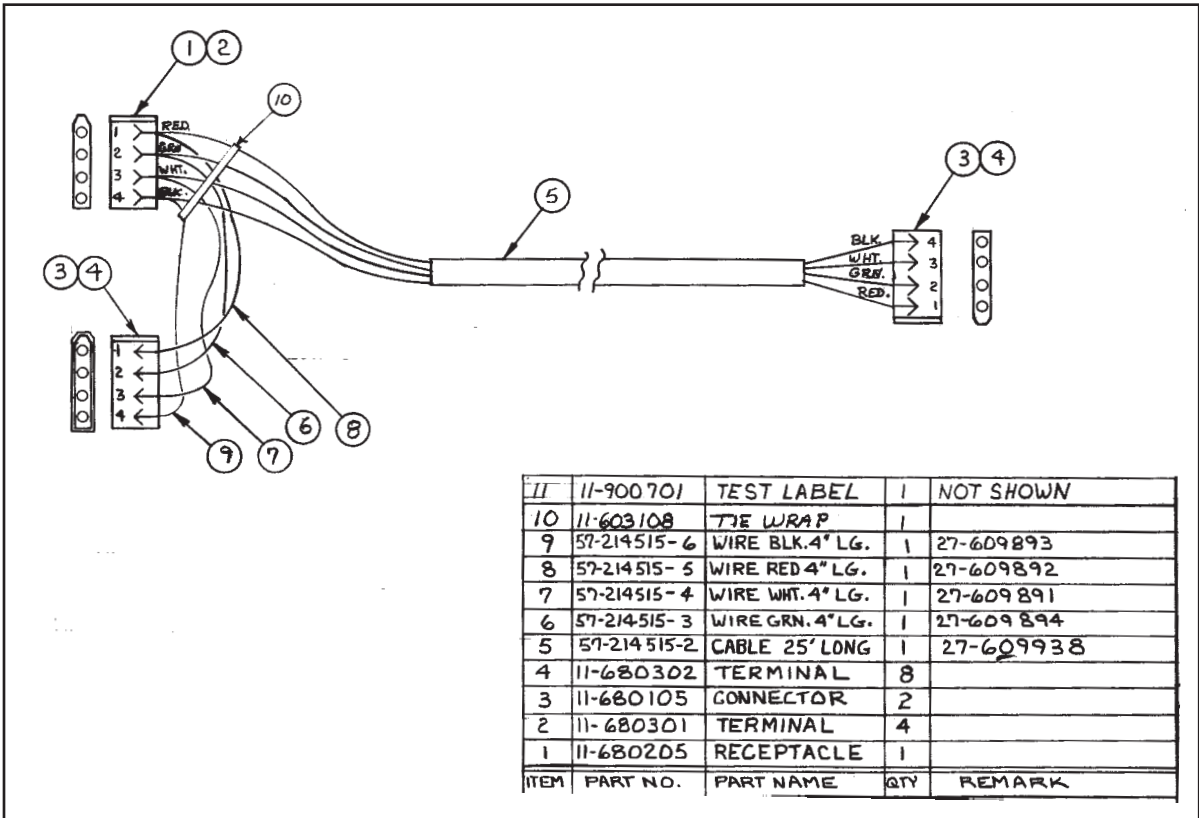 1 2
10
1 RED.
2 GRN
3 WHT.
4 BLK.
5
3 4
BLK. 4
WHT. 3
GRN. 2
RED. 1
3 4
1
2
3
4
8
6
7
9
11 11-900701 TEST LABEL 1 NOT SHOWN
10 11-603108 TIE WRAP 1
9 57-214515-6 WIRE BLK.4" LG. 1 27-609893
8 57-214515-5 WIRE RED 4" LG. 1 27-609892
7 57-214515-4 WIRE WHT. 4" LG. 1 27-609891
6 57-214515-3 WIRE GRN. 4" LG. 1 27-609894
5 57-214515-2 CABLE 25' LONG 1 27-609938
4 11-680302 TERMINAL 8
3 11-680105 CONNECTOR 2
2 11-680301 TERMINAL 4
1 11-680205 RECEPTACLE 1
ITEM PART NO. PART NAME QTY REMARK